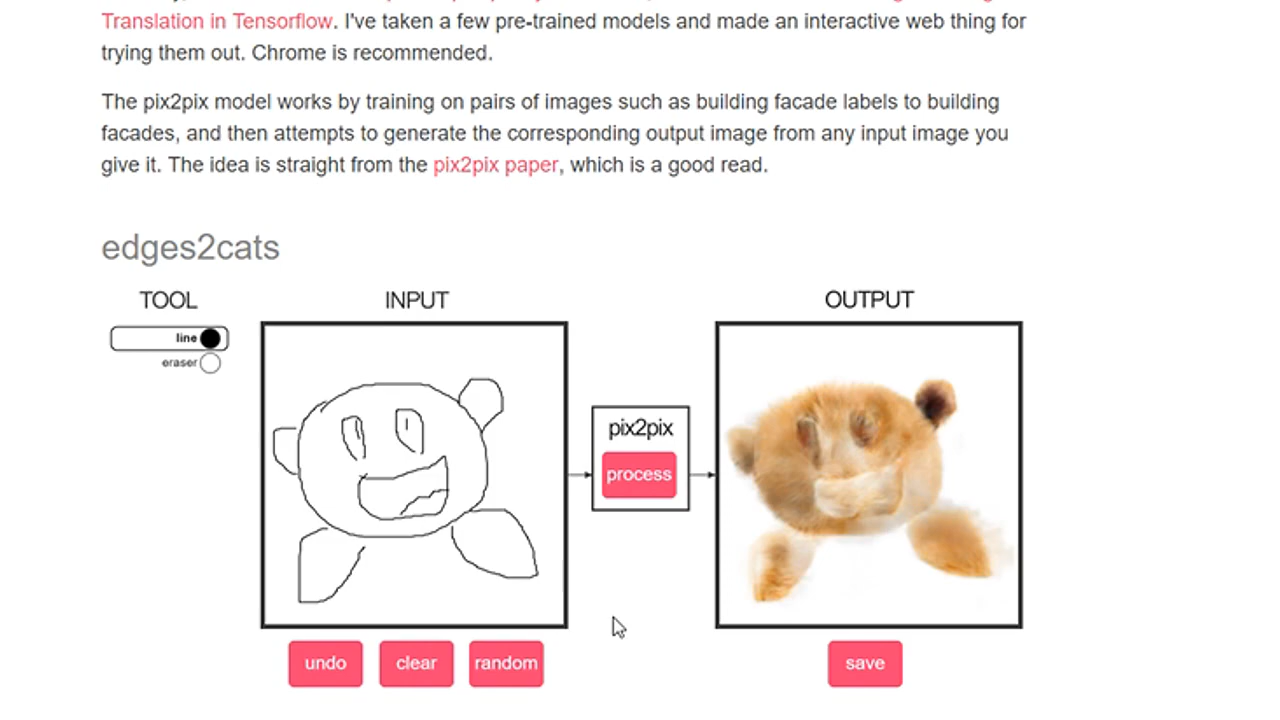 Translation in Tensorflow. I've taken a few pre-trained models and made an interactive web thing for
trying them out. Chrome is recommended.
The pix2pix model works by training on pairs of images such as building facade labels to building
facades, and then attempts to generate the corresponding output image from any input image you
give it. The idea is straight from the pix2pix paper, which is a good read.
edges2cats
TOOL
INPUT
OUTPUT
line
eraser
pix2pix
process
undo
clear
random
save